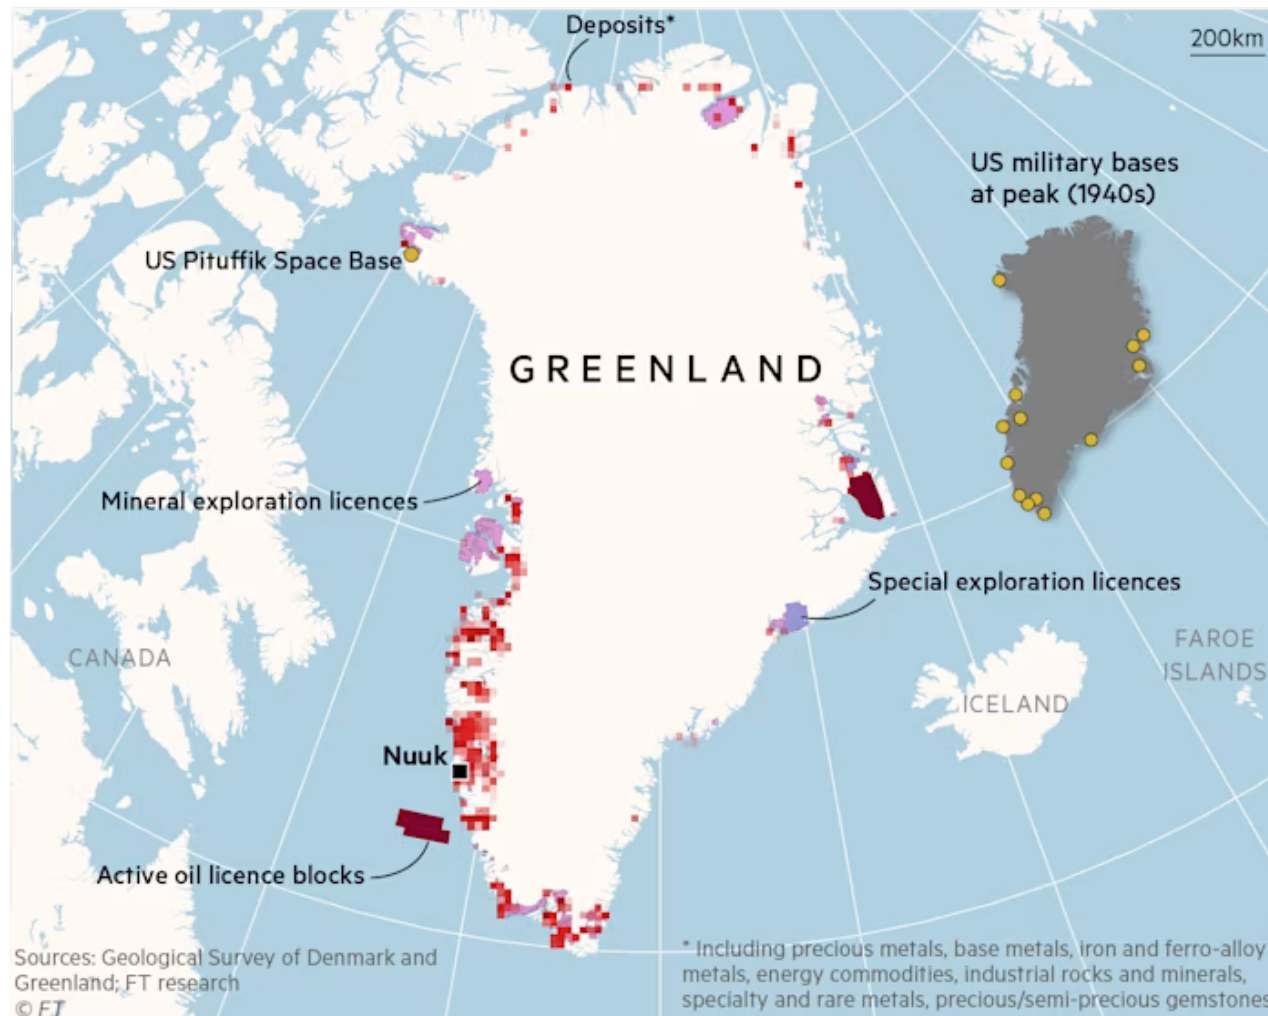 Deposits*
200km
US military bases
at peak (1940s)
US Pituffik Space Base
GREENLAND
Mineral exploration licences
Special exploration licences
CANADA
FAROE
ISLANDS
ICELAND
Nuuk
Active oil licence blocks
Sources: Geological Survey of Denmark and
Greenland; FT research
© FT
* Including precious metals, base metals, iron and ferro-alloy
metals, energy commodities, industrial rocks and minerals,
specialty and rare metals, precious/semi-precious gemstones